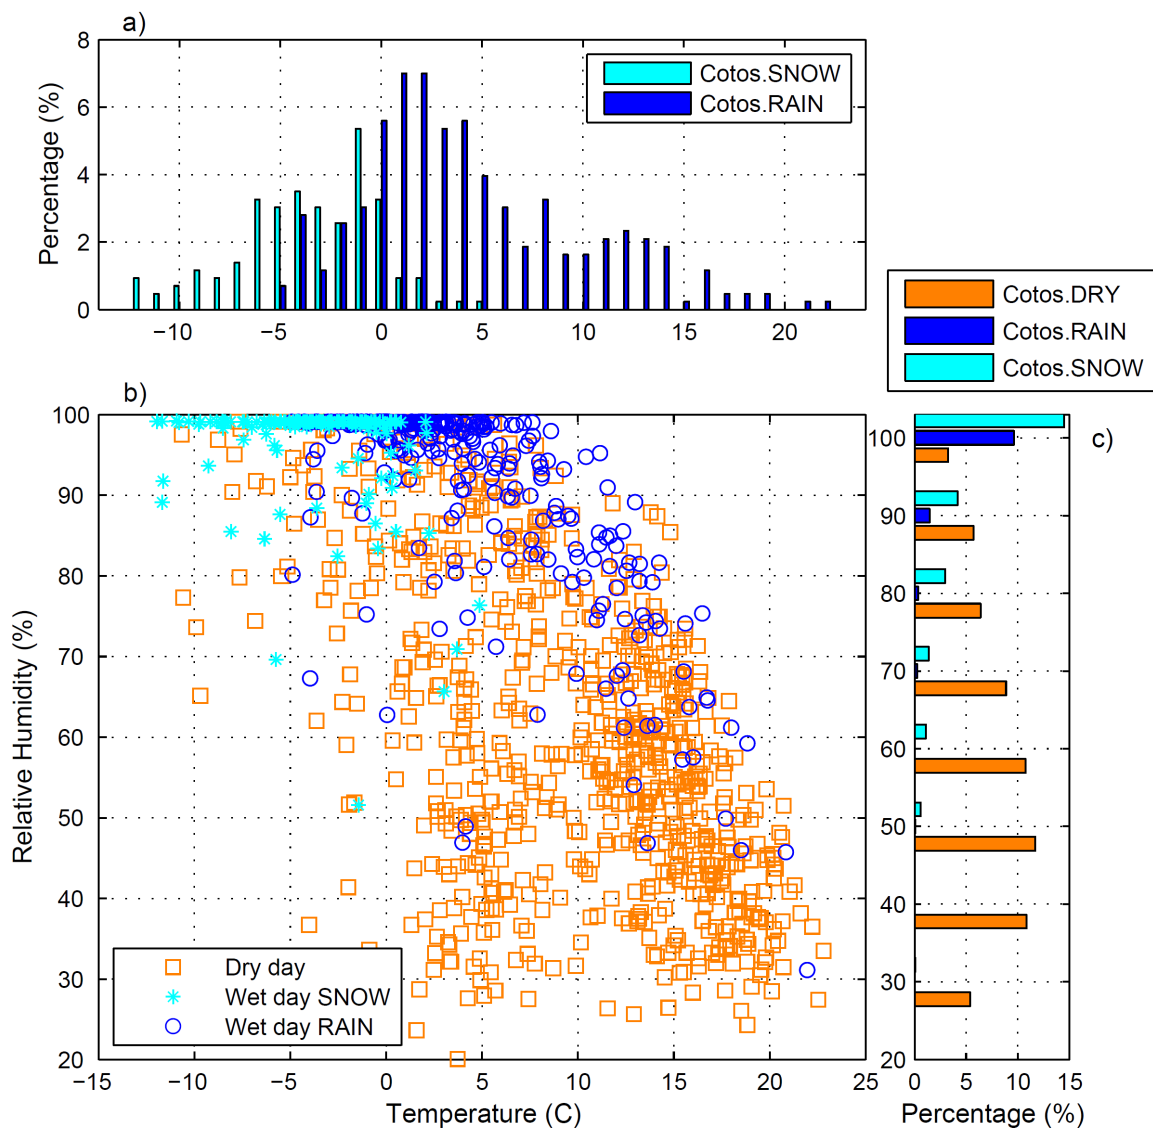 a)
8
6
4
2
0
Percentage (%)
Cotos.SNOW
Cotos.RAIN
−10 −5 0 5 10 15 20
Cotos.DRY
Cotos.RAIN
Cotos.SNOW
b)
100
90
80
70
60
50
40
30
20
Relative Humidity (%)
Dry day
Wet day SNOW
Wet day RAIN
−15 −10 −5 0 5 10 15 20 25
Temperature (C)
c)
100
90
80
70
60
50
40
30
20
0 5 10 15
Percentage (%)